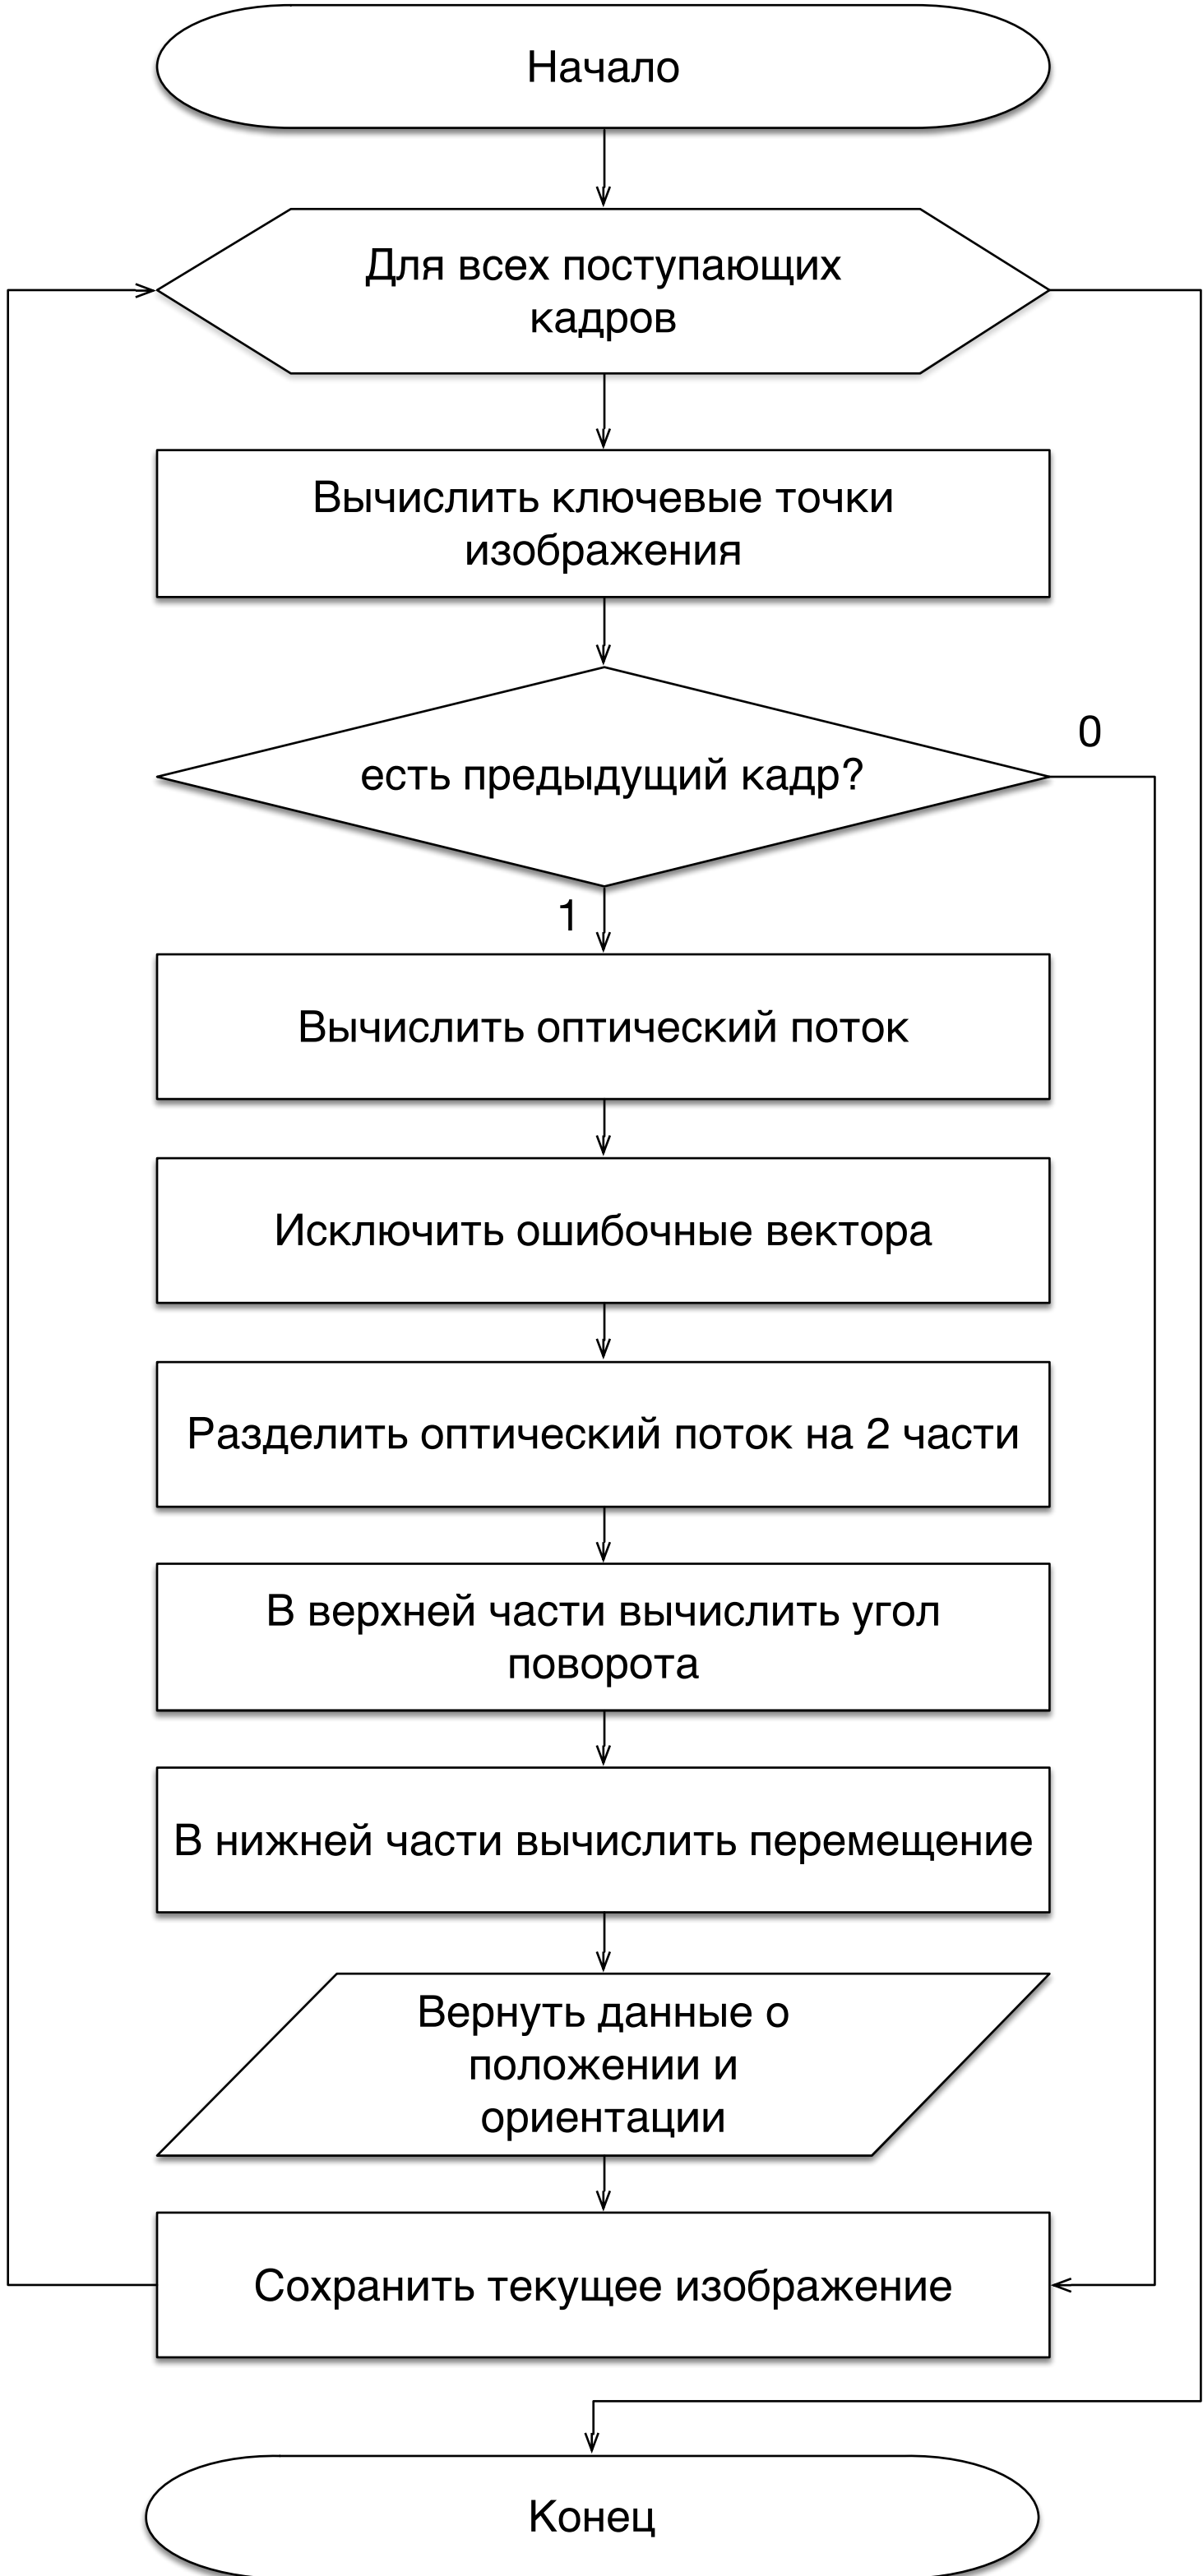 Начало
Для всех поступающих
кадров
Вычислить ключевые точки
изображения
есть предыдущий кадр?
0
1
Вычислить оптический поток
Исключить ошибочные вектора
Разделить оптический поток на 2 части
В верхней части вычислить угол
поворота
В нижней части вычислить перемещение
Вернуть данные о
положении и
ориентации
Сохранить текущее изображение
Конец